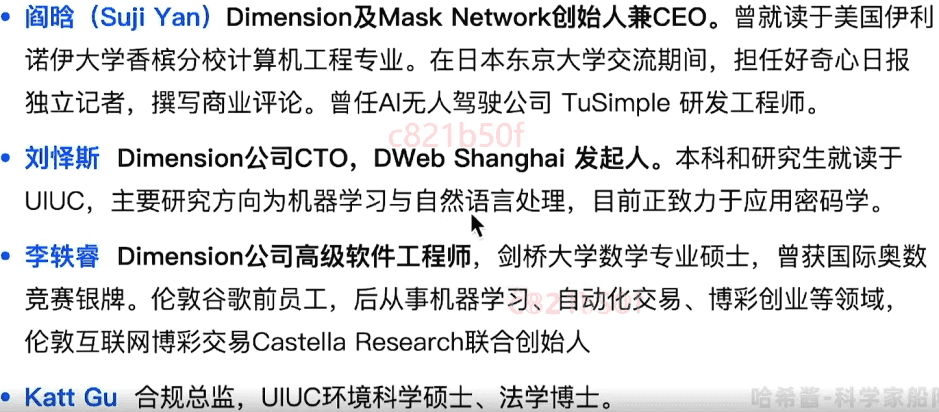 • 阎晗（Suji Yan）Dimension及Mask Network创始人兼CEO。曾就读于美国伊利
诺伊大学香槟分校计算机工程专业。在日本东京大学交流期间，担任好奇心日报
独立记者，撰写商业评论。曾任AI无人驾驶公司 TuSimple 研发工程师。
c821b50f
• 刘怿斯 Dimension公司CTO，DWeb Shanghai 发起人。本科和研究生就读于
UIUC，主要研究方向为机器学习与自然语言处理，目前正致力于应用密码学。
• 李轶睿 Dimension公司高级软件工程师，剑桥大学数学专业硕士，曾获国际奥数
竞赛银牌。伦敦谷歌前员工，后从事机器学习、自动化交易、博彩创业等领域，
c821b50f
伦敦互联网博彩交易Castella Research联合创始人
• Katt Gu 合规总监，UIUC环境科学硕士、法学博士。
哈希酱-科学家船